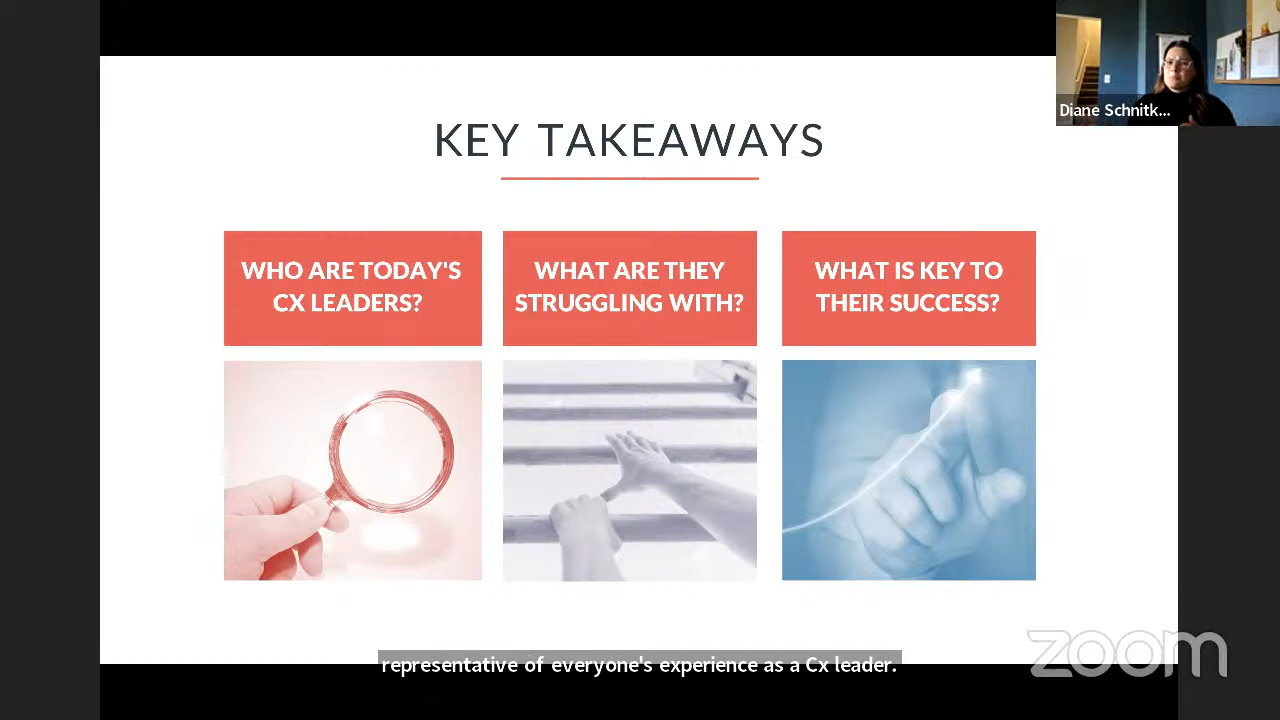 Diane Schnitk...
KEY TAKEAWAYS
WHO ARE TODAY'S
CX LEADERS?
WHAT ARE THEY
STRUGGLING WITH?
WHAT IS KEY TO
THEIR SUCCESS?
representative of everyone's experience as a Cx leader.
zoom